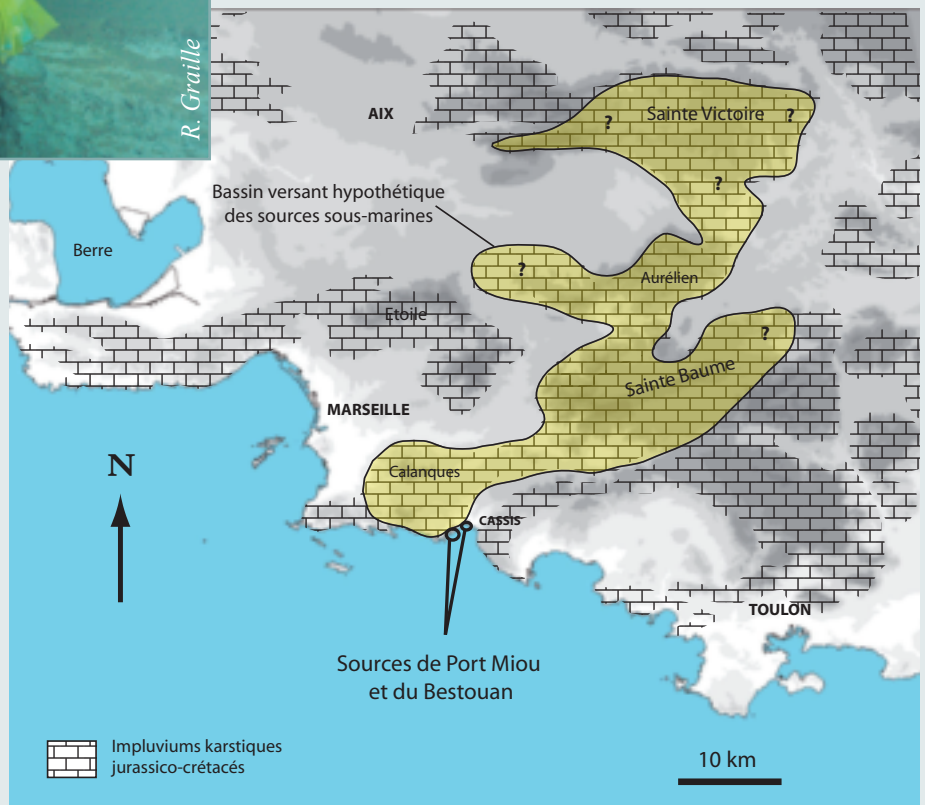 R. Graille
AIX
Sainte Victoire
?
?
?
Bassin versant hypothétique
des sources sous-marines
Berre
?
Aurélien
Etoile
?
Sainte Baume
MARSEILLE
N
Calanques
CASSIS
TOULON
Sources de Port Miou
et du Bestouan
Impluviums karstiques
jurassico-crétacés
10 km